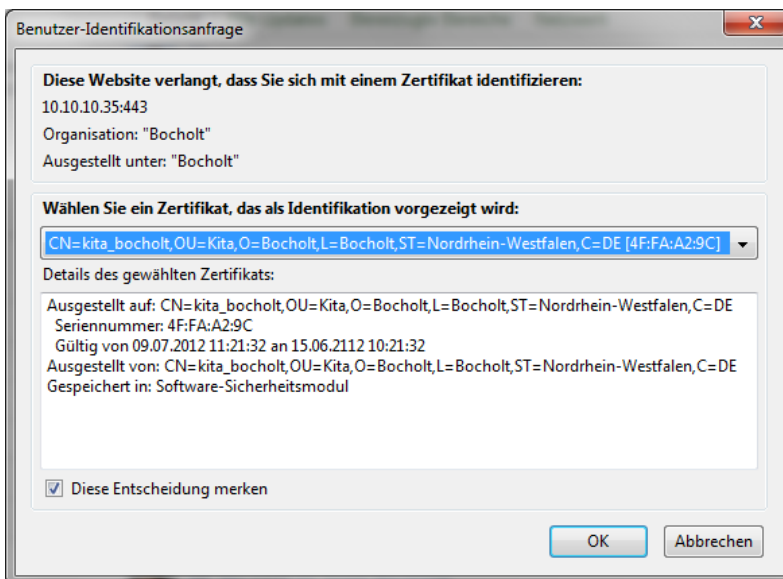 Benutzer-Identifikationsanfrage
Diese Website verlangt, dass Sie sich mit einem Zertifikat identifizieren:
10.10.10.35:443
Organisation: "Bocholt"
Ausgestellt unter: "Bocholt"
Wählen Sie ein Zertifikat, das als Identifikation vorgezeigt wird:
CN=kita_bocholt,OU=Kita,O=Bocholt,L=Bocholt,ST=Nordrhein-Westfalen,C=DE [4F:FA:A2:9C]
Details des gewählten Zertifikats:
Ausgestellt auf: CN=kita_bocholt,OU=Kita,O=Bocholt,L=Bocholt,ST=Nordrhein-Westfalen,C=DE
Seriennummer: 4F:FA:A2:9C
Gültig von 09.07.2012 11:21:32 an 15.06.2112 10:21:32
Ausgestellt von: CN=kita_bocholt,OU=Kita,O=Bocholt,L=Bocholt,ST=Nordrhein-Westfalen,C=DE
Gespeichert in: Software-Sicherheitsmodul
Diese Entscheidung merken
OK
Abbrechen